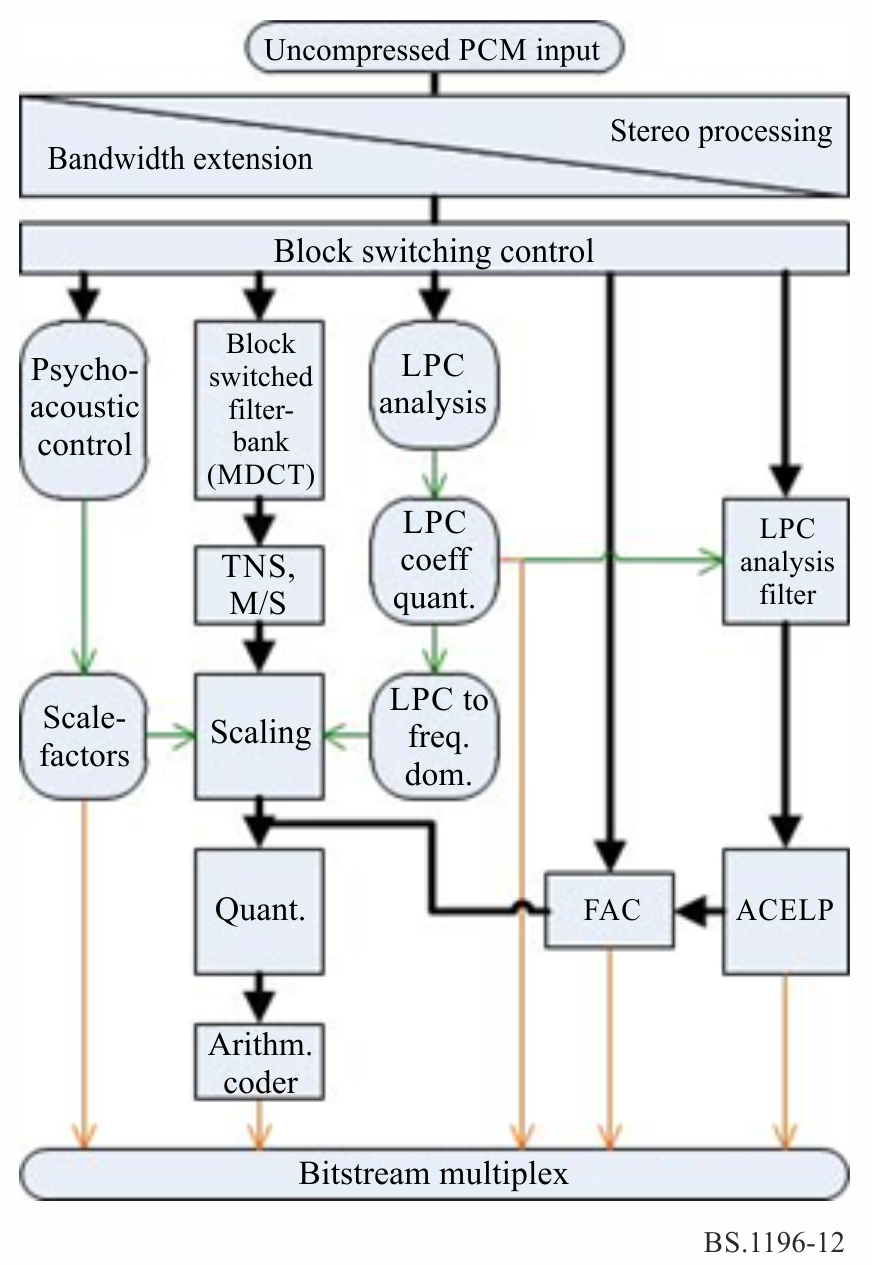 Uncompressed PCM input
Stereo processing
Bandwidth extension
Block switching control
Psycho-
acoustic
control
Block
switched
filter-
bank
(MDCT)
LPC
analysis
TNS,
M/S
LPC
coeff
quant.
LPC
analysis
filter
Scale-
factors
Scaling
LPC to
freq.
dom.
Quant.
FAC
ACELP
Arithm.
coder
Bitstream multiplex
BS.1196-12